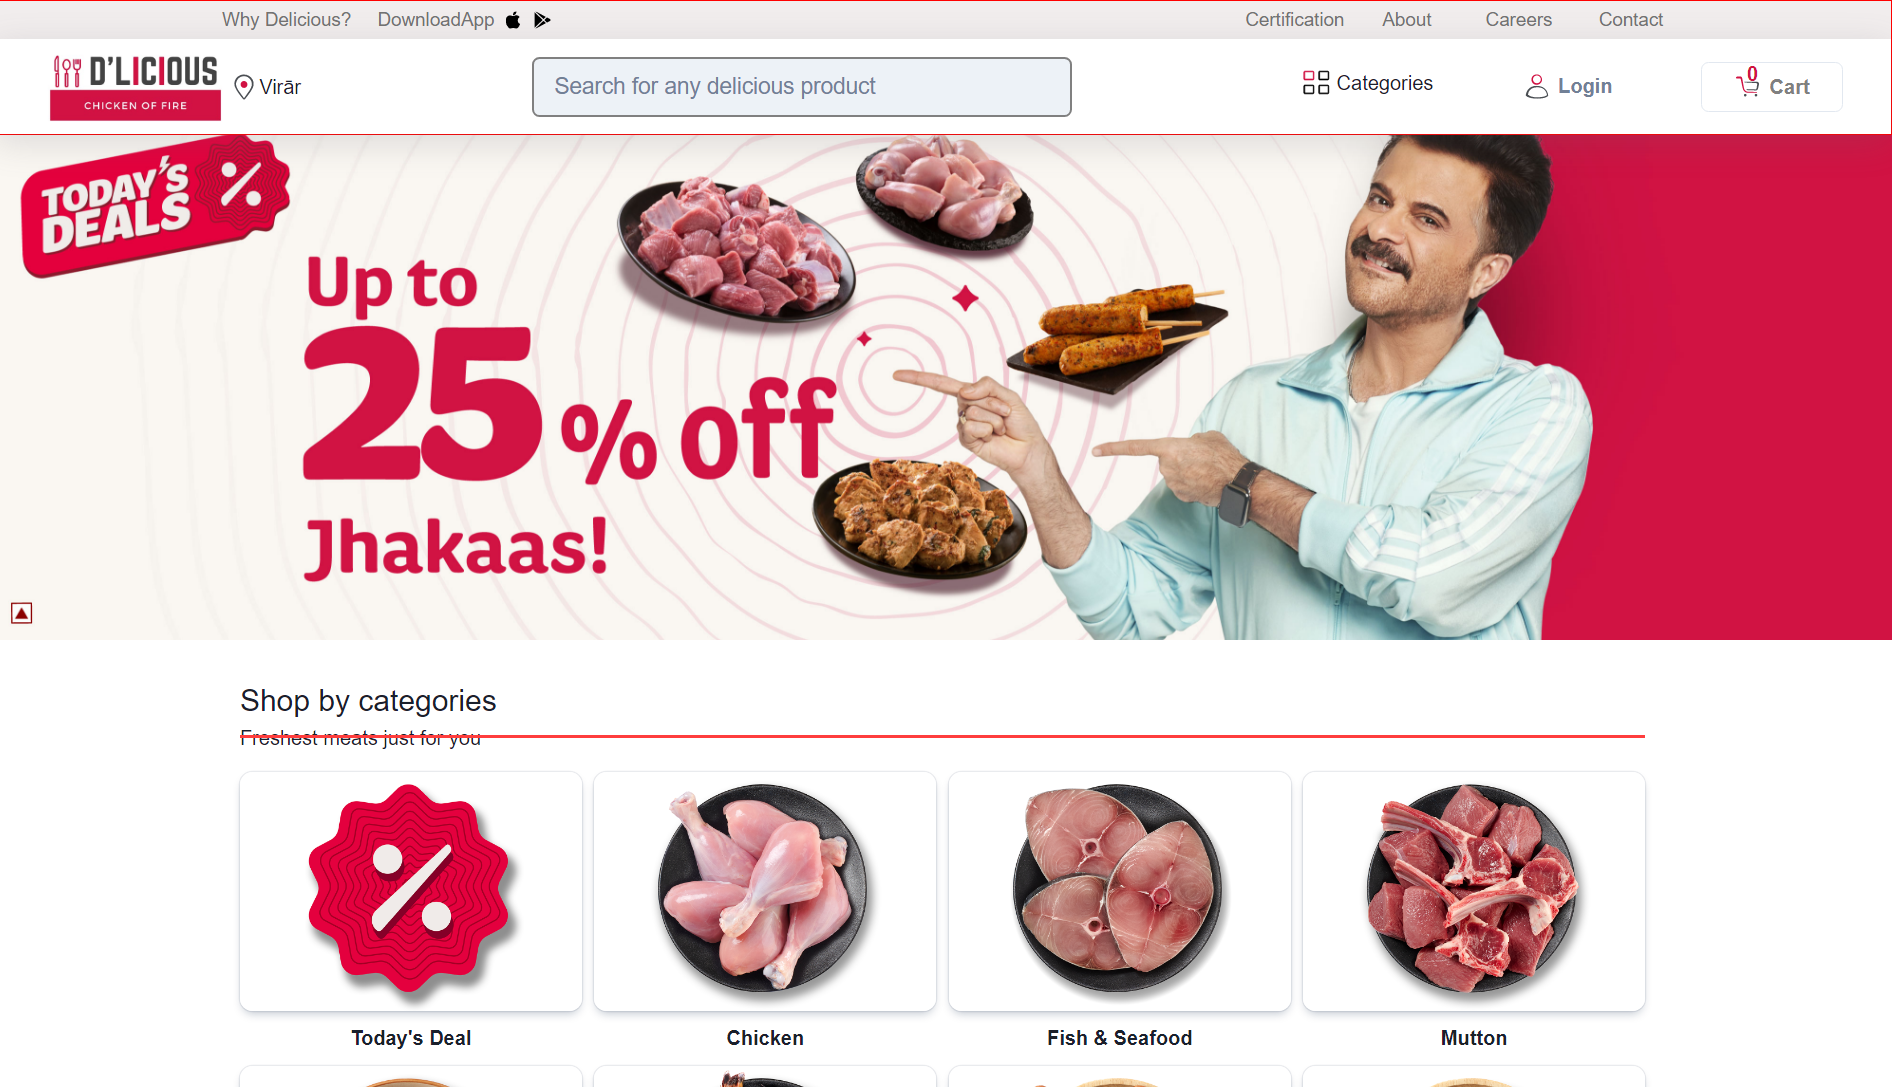 Why Delicious? DownloadApp Certification About Careers Contact
D'LICIOUS
CHICKEN OF FIRE
Virār
Search for any delicious product
Categories
Login
0
Cart
TODAY'S
DEALS
%
Up to
25% off
Jhakaas!
Shop by categories
Freshest meats just for you
%
Today's Deal
Chicken
Fish & Seafood
Mutton